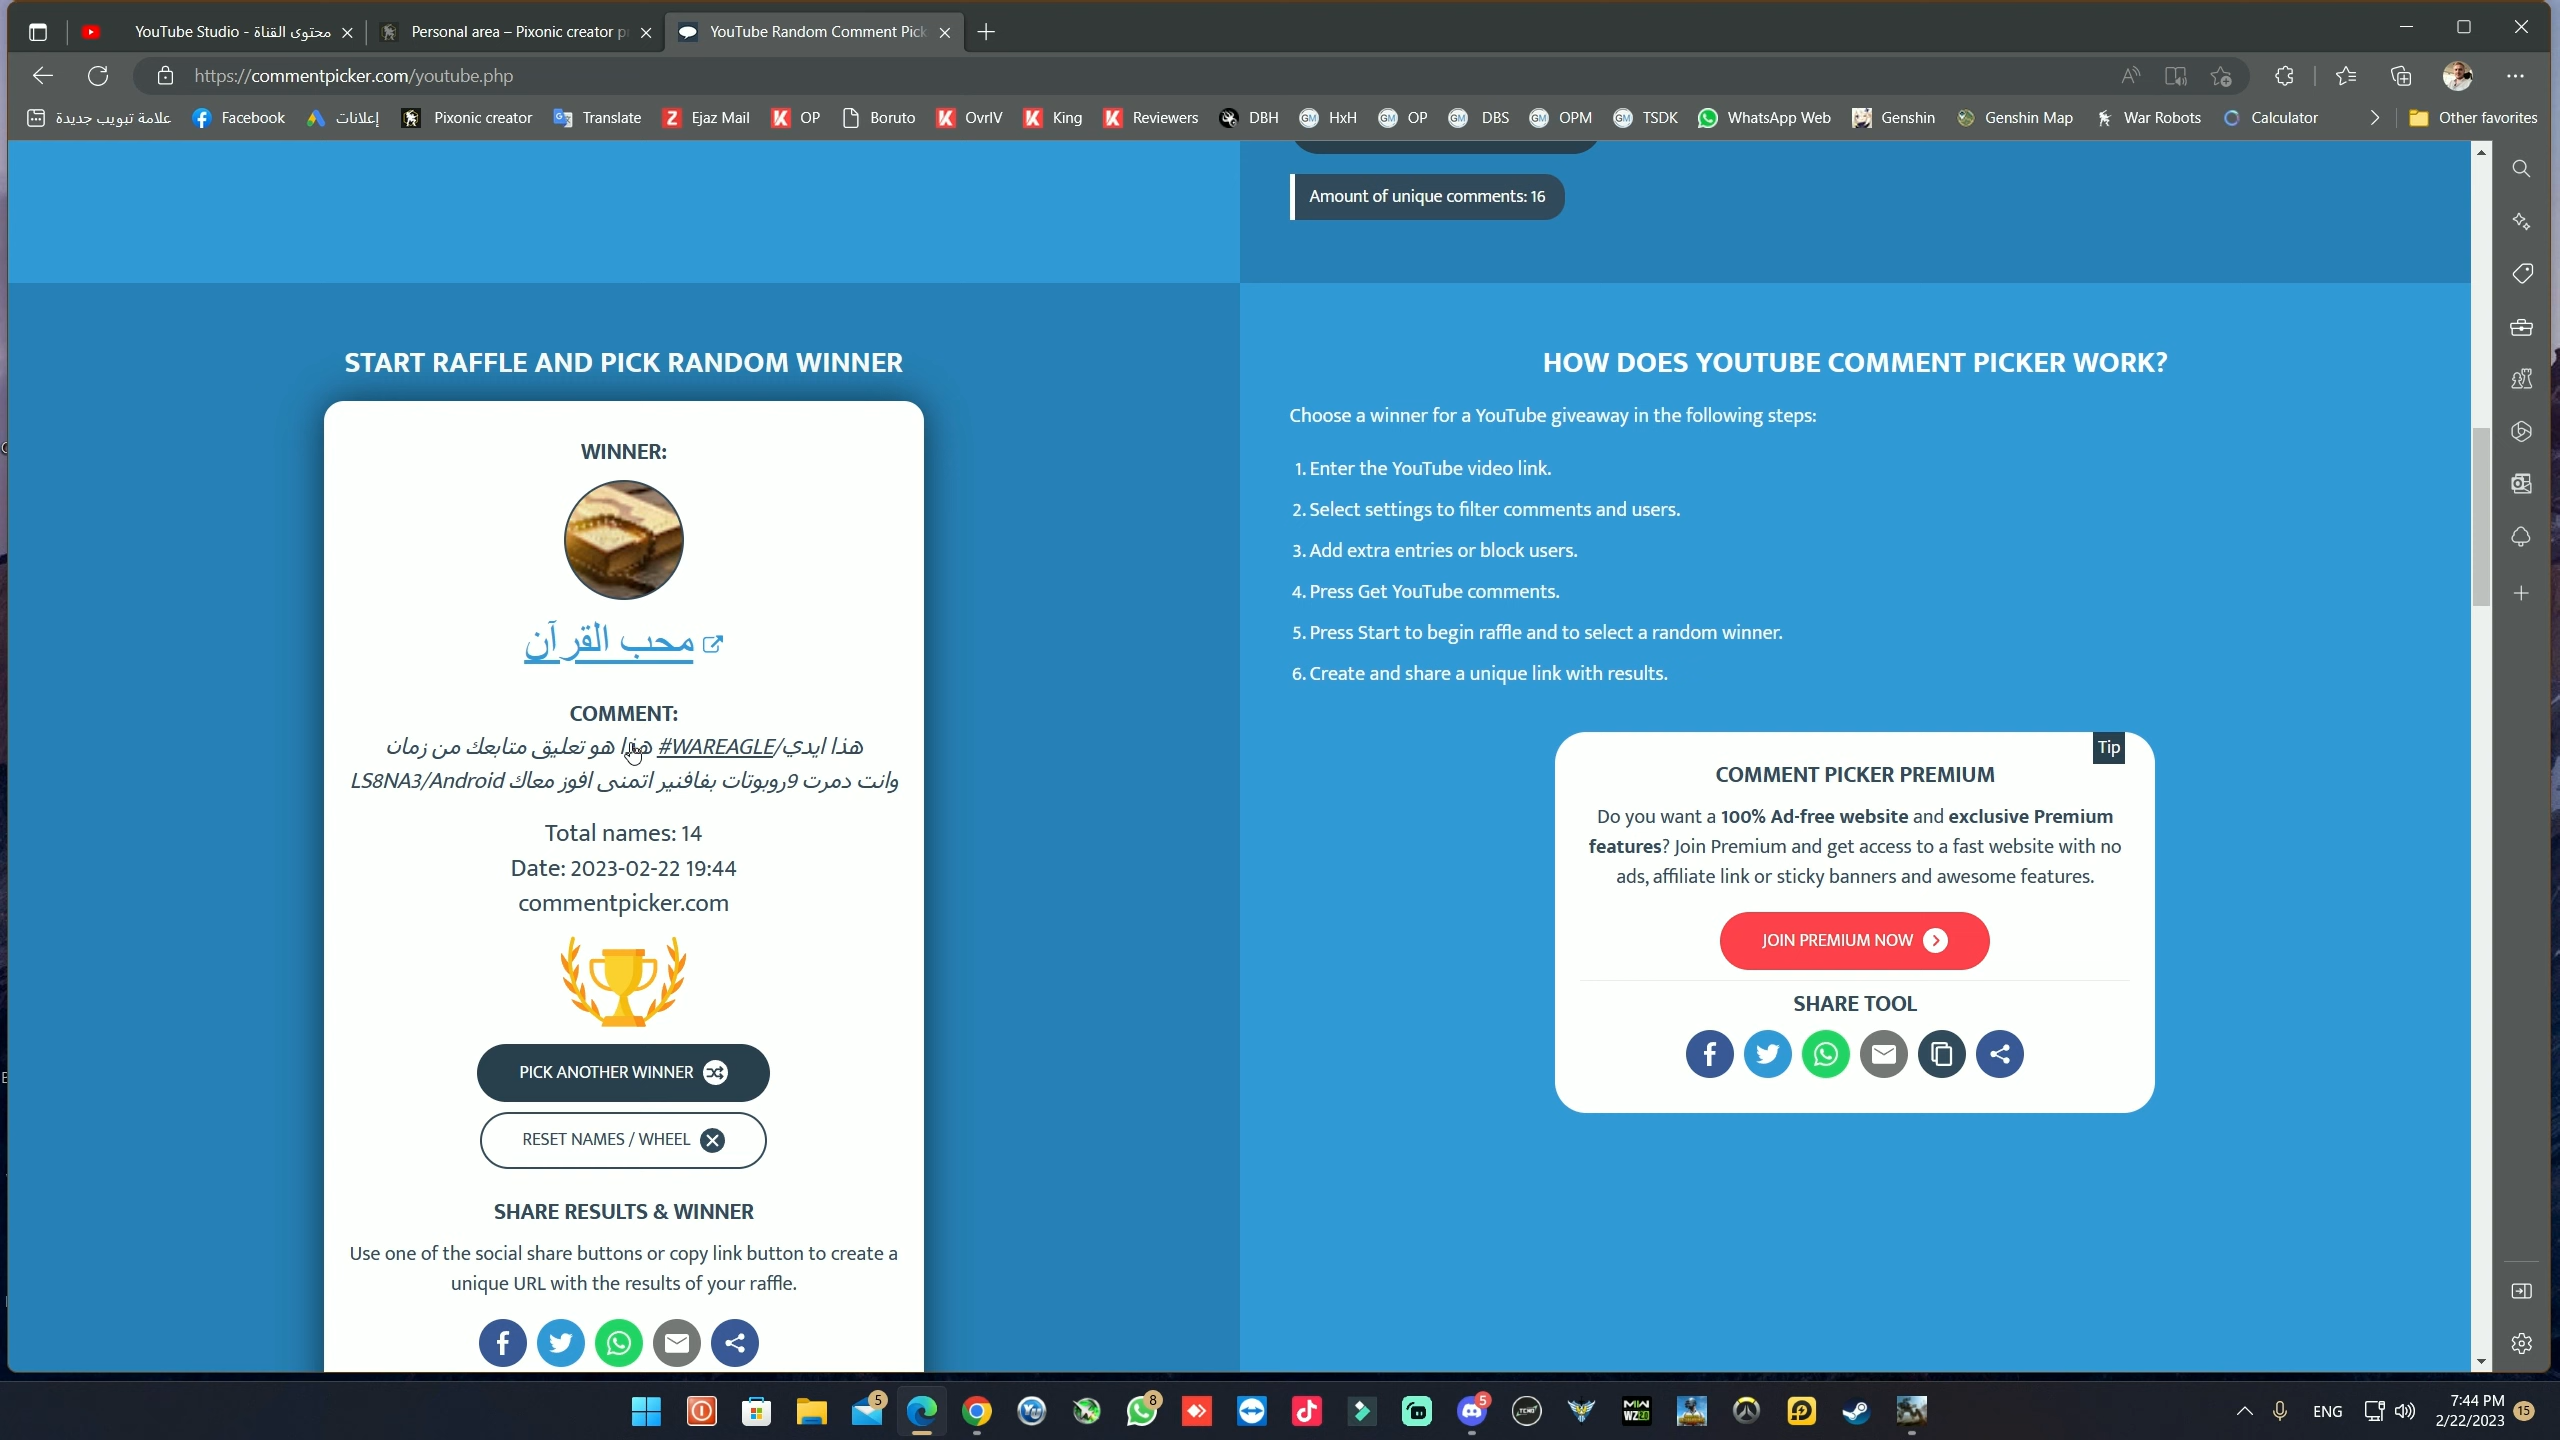 YouTube Studio - محتوى القناة
Personal area – Pixonic creator p
YouTube Random Comment Pick
https://commentpicker.com/youtube.php
علامة تبويب جديدة
Facebook
إعلانات
Pixonic creator
Translate
Ejaz Mail
OP
Boruto
OvrlV
King
Reviewers
DBH
HxH
OP
DBS
OPM
TSDK
WhatsApp Web
Genshin
Genshin Map
War Robots
Calculator
Other favorites
Amount of unique comments: 16
START RAFFLE AND PICK RANDOM WINNER
WINNER:
محب القرآن
COMMENT:
هذا ايدي/WAREAGLE# هذا هو تعليق متابعك من زمان
وانت دمرت 9روبوتات بفافنير اتمنى افوز معاك LS8NA3/Android
Total names: 14
Date: 2023-02-22 19:44
commentpicker.com
PICK ANOTHER WINNER
RESET NAMES / WHEEL
SHARE RESULTS & WINNER
Use one of the social share buttons or copy link button to create a
unique URL with the results of your raffle.
HOW DOES YOUTUBE COMMENT PICKER WORK?
Choose a winner for a YouTube giveaway in the following steps:
1. Enter the YouTube video link.
2. Select settings to filter comments and users.
3. Add extra entries or block users.
4. Press Get YouTube comments.
5. Press Start to begin raffle and to select a random winner.
6. Create and share a unique link with results.
Tip
COMMENT PICKER PREMIUM
Do you want a 100% Ad-free website and exclusive Premium
features? Join Premium and get access to a fast website with no
ads, affiliate link or sticky banners and awesome features.
JOIN PREMIUM NOW
SHARE TOOL
5
8
5
ENG
7:44 PM
2/22/2023
15